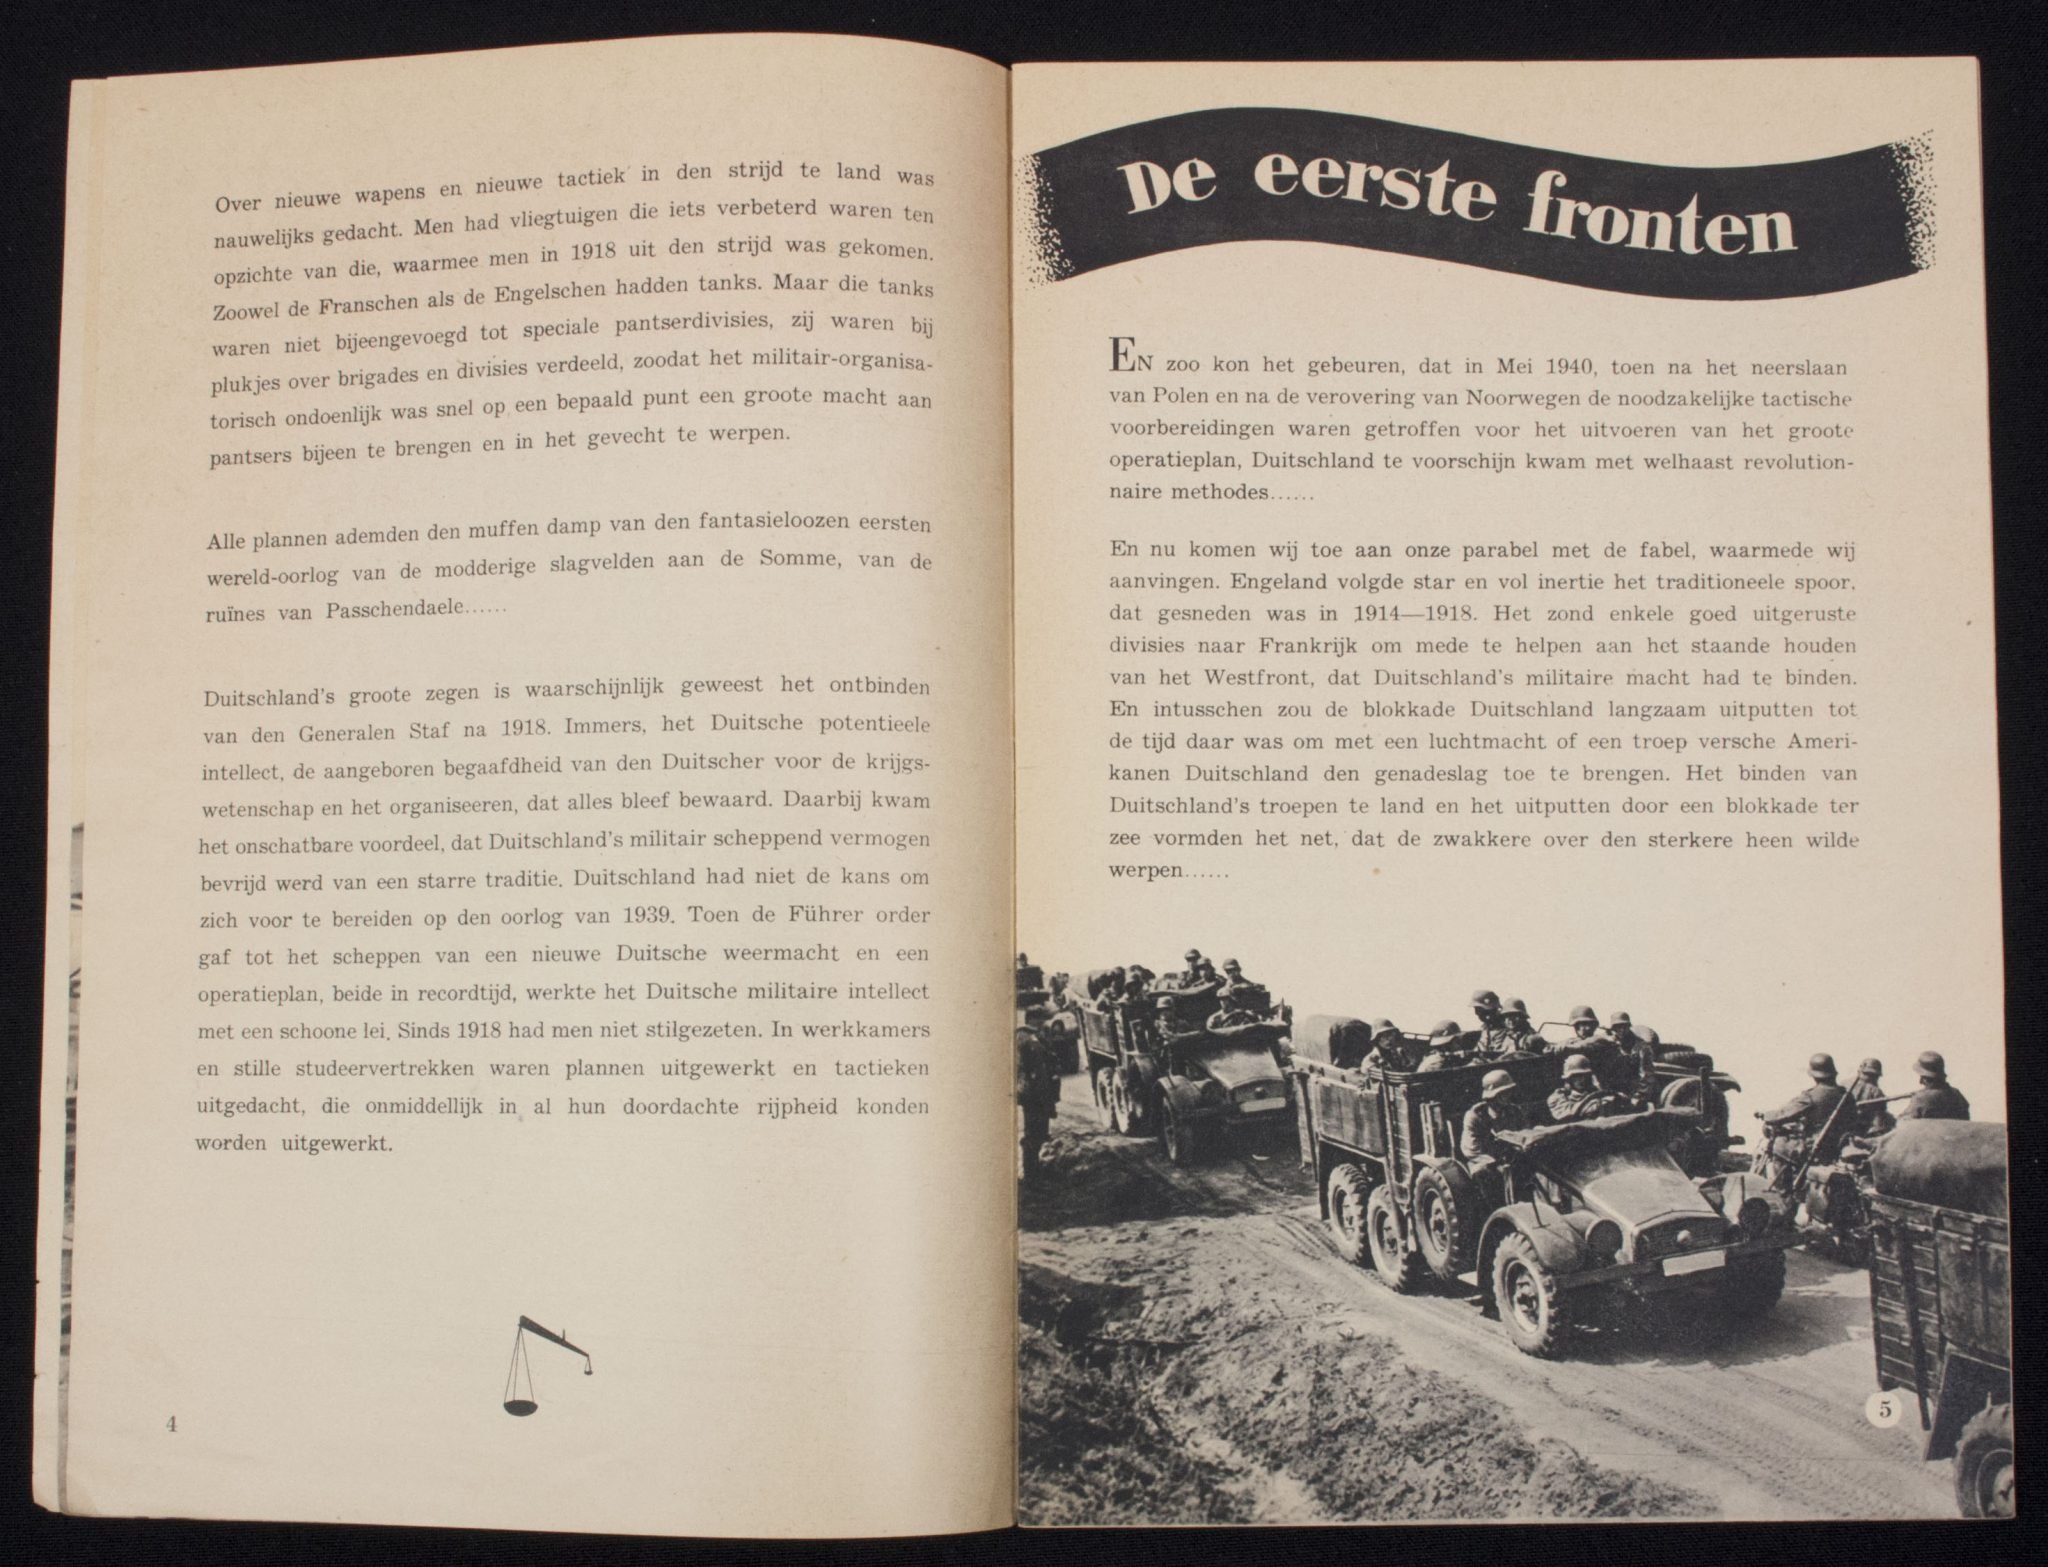 Over nieuwe wapens en nieuwe tactiek in den strijd te land was
nauwelijks gedacht. Men had vliegtuigen die iets verbeterd waren ten
opzichte van die, waarmee men in 1918 uit den strijd was gekomen.
Zoowel de Franschen als de Engelschen hadden tanks. Maar die tanks
waren niet bijeengevoegd tot speciale pantserdivisies, zij waren bij
plukjes over brigades en divisies verdeeld, zoodat het militair-organisa-
torisch ondoenlijk was snel op een bepaald punt een groote macht aan
pantsers bijeen te brengen en in het gevecht te werpen.
Alle plannen ademden den muffen damp van den fantasieloozen eersten
wereld-oorlog van de modderige slagvelden aan de Somme, van de
ruïnes van Passchendaele......
Duitschland's groote zegen is waarschijnlijk geweest het ontbinden
van den Generalen Staf na 1918. Immers, het Duitsche potentieele
intellect, de aangeboren begaafdheid van den Duitscher voor de krijgs-
wetenschap en het organiseeren, dat alles bleef bewaard. Daarbij kwam
het onschatbare voordeel, dat Duitschland's militair scheppend vermogen
bevrijd werd van een starre traditie. Duitschland had niet de kans om
zich voor te bereiden op den oorlog van 1939. Toen de Führer order
gaf tot het scheppen van een nieuwe Duitsche weermacht en een
operatieplan, beide in recordtijd, werkte het Duitsche militaire intellect
met een schoone lei. Sinds 1918 had men niet stilgezeten. In werkkamers
en stille studeervertrekken waren plannen uitgewerkt en tactieken
uitgedacht, die onmiddellijk in al hun doordachte rijpheid konden
worden uitgewerkt.
4
De eerste fronten
EN zoo kon het gebeuren, dat in Mei 1940, toen na het neerslaan
van Polen en na de verovering van Noorwegen de noodzakelijke tactische
voorbereidingen waren getroffen voor het uitvoeren van het groote
operatieplan, Duitschland te voorschijn kwam met welhaast revolution-
naire methodes......
En nu komen wij toe aan onze parabel met de fabel, waarmede wij
aanvingen. Engeland volgde star en vol inertie het traditioneele spoor,
dat gesneden was in 1914—1918. Het zond enkele goed uitgeruste
divisies naar Frankrijk om mede te helpen aan het staande houden
van het Westfront, dat Duitschland's militaire macht had te binden.
En intusschen zou de blokkade Duitschland langzaam uitputten tot
de tijd daar was om met een luchtmacht of een troep versche Ameri-
kanen Duitschland den genadeslag toe te brengen. Het binden van
Duitschland's troepen te land en het uitputten door een blokkade ter
zee vormden het net, dat de zwakkere over den sterkere heen wilde
werpen......
5